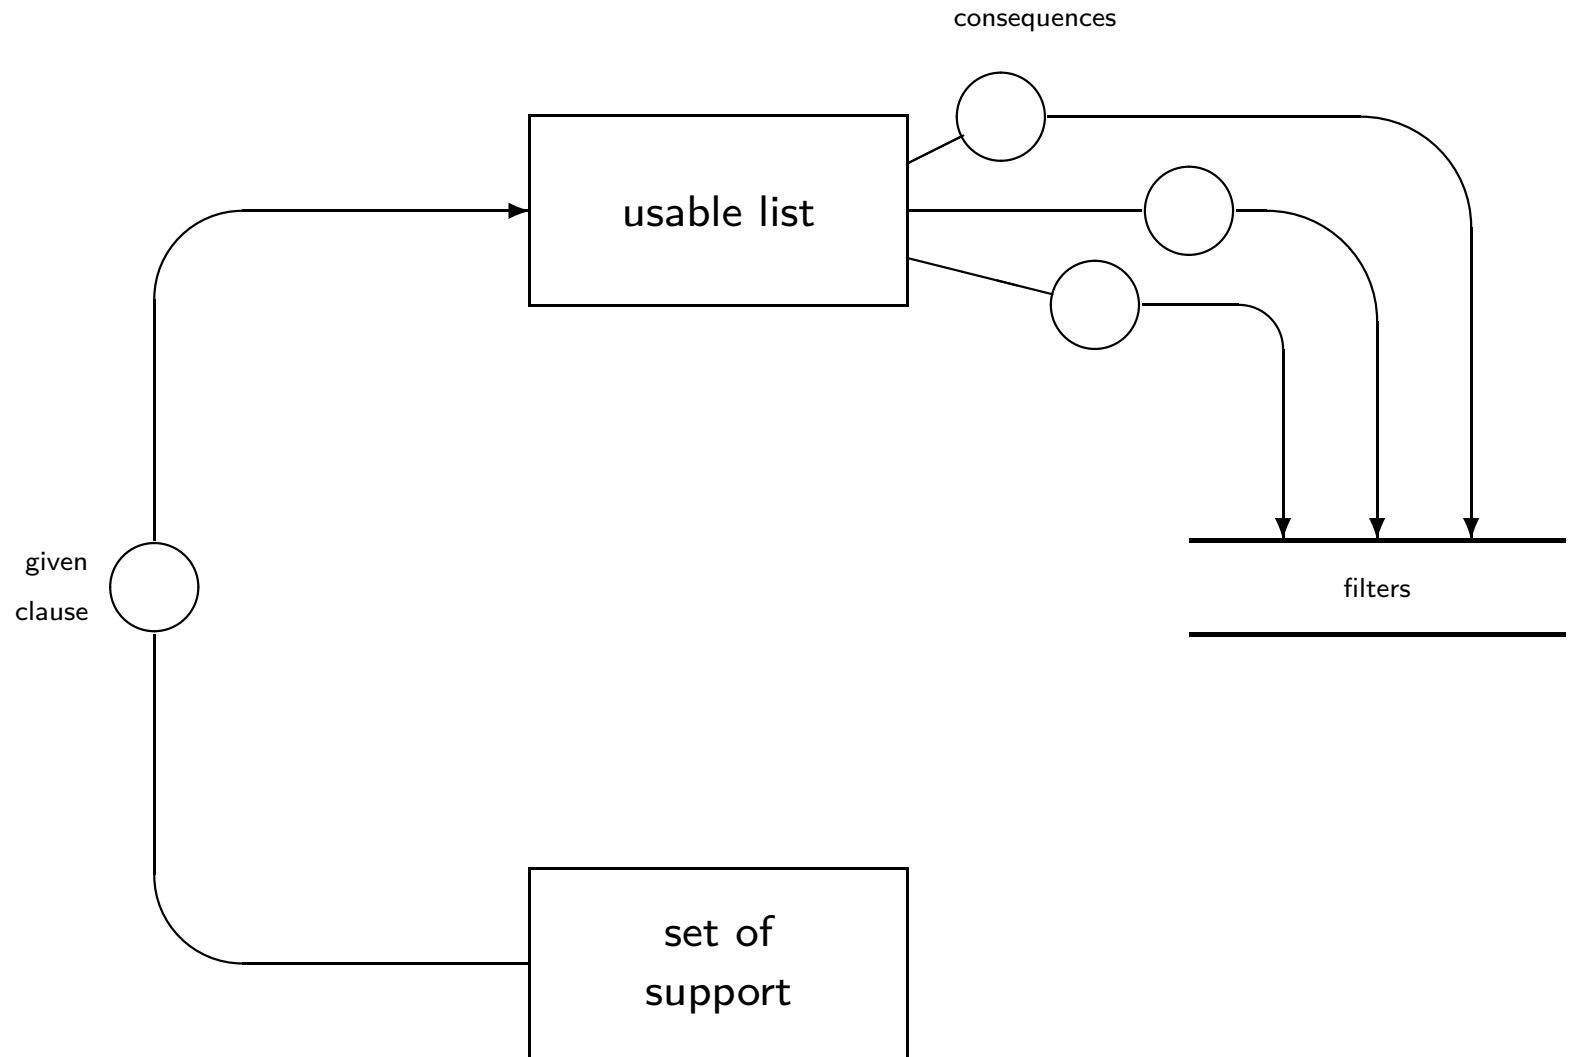 consequences
usable list
given
clause
filters
set of
support